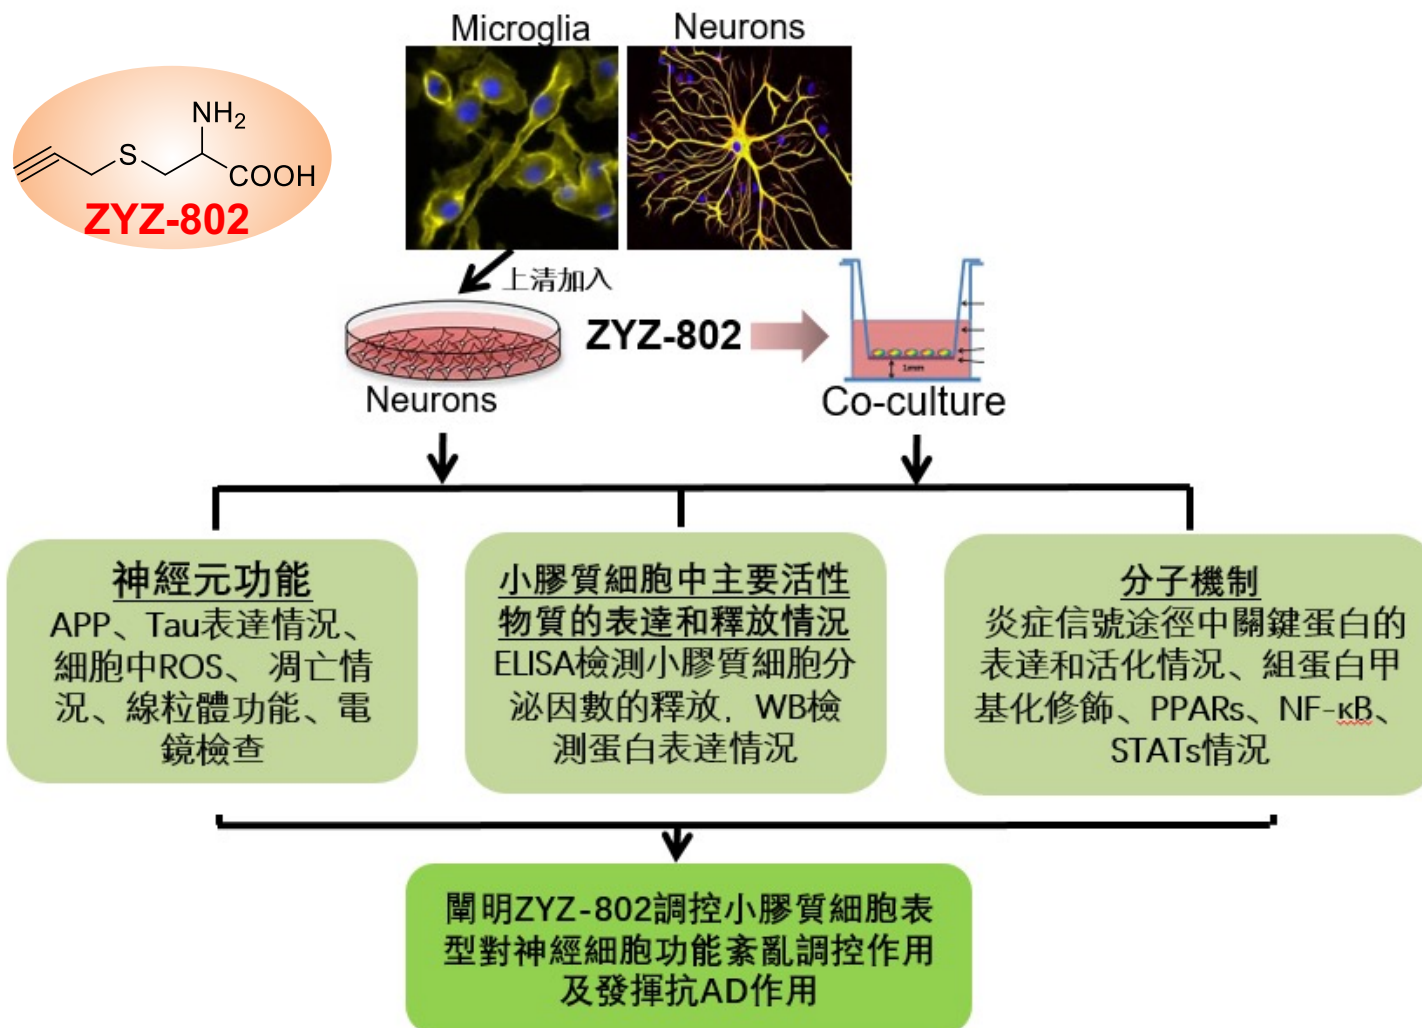 Microglia
Neurons
NH2
S
COOH
ZYZ-802
上清加入
ZYZ-802
1mm
Neurons
Co-culture
神經元功能
APP、Tau表達情況、
細胞中ROS、 凋亡情
況、線粒體功能、電
鏡檢查
小膠質細胞中主要活性
物質的表達和釋放情況
ELISA檢測小膠質細胞分
泌因數的釋放, WB檢
測蛋白表達情況
分子機制
炎症信號途徑中關鍵蛋白的
表達和活化情況、組蛋白甲
基化修飾、PPARs、NF-κB、
STATs情況
闡明ZYZ-802調控小膠質細胞表
型對神經細胞功能紊亂調控作用
及發揮抗AD作用